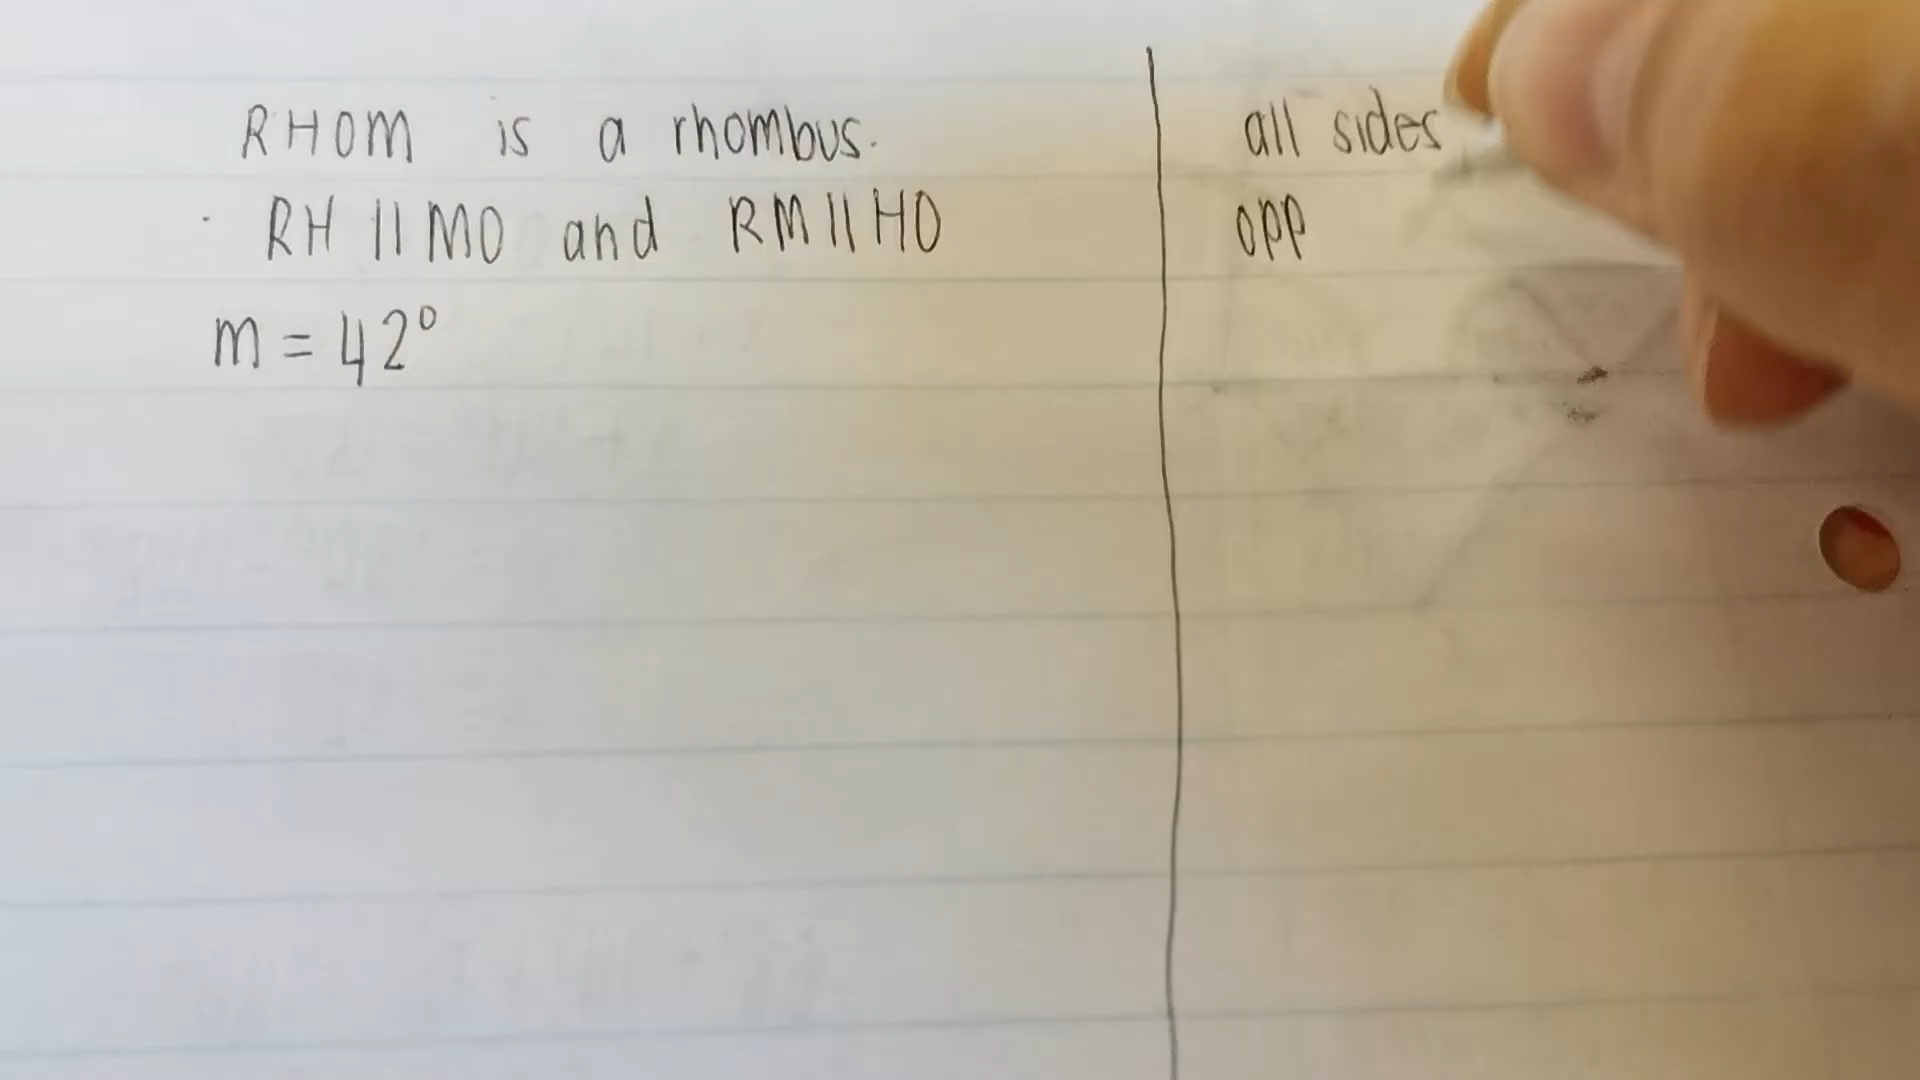 RHOM is a rhombus. all sides
RH || MO and RM || HO opp
m = 42°